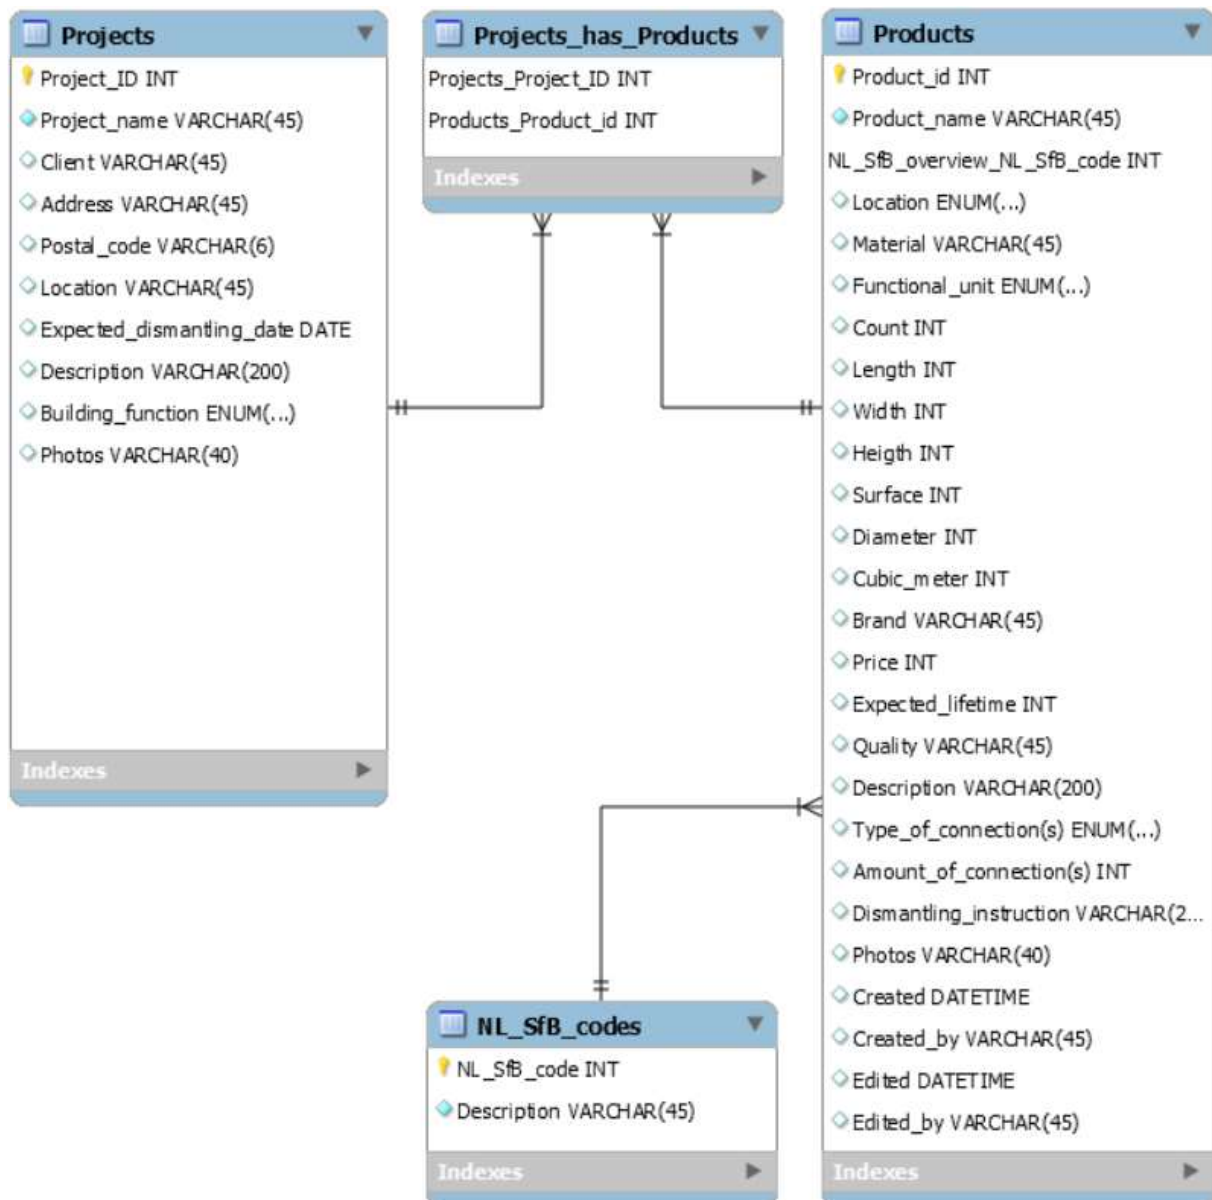 Projects
Project_ID INT
Project_name VARCHAR(45)
Client VARCHAR(45)
Address VARCHAR(45)
Postal_code VARCHAR(6)
Location VARCHAR(45)
Expected_dismantling_date DATE
Description VARCHAR(200)
Building_function ENUM(...)
Photos VARCHAR(40)
Indexes
Projects_has_Products
Projects_Project_ID INT
Products_Product_id INT
Indexes
Products
Product_id INT
Product_name VARCHAR(45)
NL_SfB_overview_NL_SfB_code INT
Location ENUM(...)
Material VARCHAR(45)
Functional_unit ENUM(...)
Count INT
Length INT
Width INT
Heigth INT
Surface INT
Diameter INT
Cubic_meter INT
Brand VARCHAR(45)
Price INT
Expected_lifetime INT
Quality VARCHAR(45)
Description VARCHAR(200)
Type_of_connection(s) ENUM(...)
Amount_of_connection(s) INT
Dismantling_instruction VARCHAR(2...
Photos VARCHAR(40)
Created DATETIME
Created_by VARCHAR(45)
Edited DATETIME
Edited_by VARCHAR(45)
Indexes
NL_SfB_codes
NL_SfB_code INT
Description VARCHAR(45)
Indexes